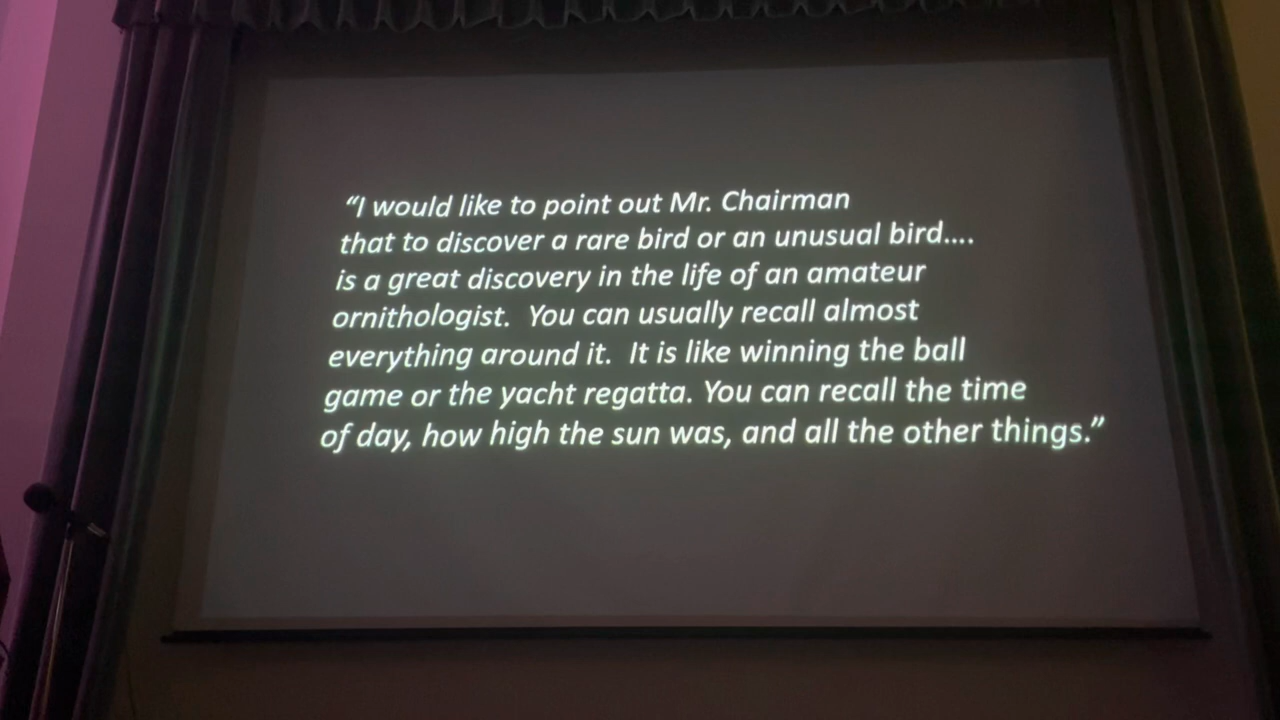 “I would like to point out Mr. Chairman
that to discover a rare bird or an unusual bird....
is a great discovery in the life of an amateur
ornithologist.  You can usually recall almost
everything around it.  It is like winning the ball
game or the yacht regatta. You can recall the time
of day, how high the sun was, and all the other things.”